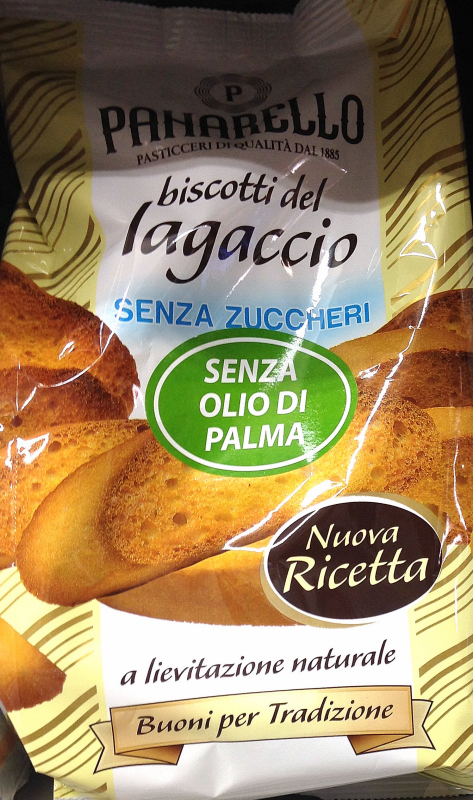 P
PANARELLO
PASTICCERI DI QUALITÀ DAL 1885
biscotti del
lagaccio
SENZA ZUCCHERI
SENZA
OLIO DI
PALMA
Nuova
Ricetta
a lievitazione naturale
Buoni per Tradizione